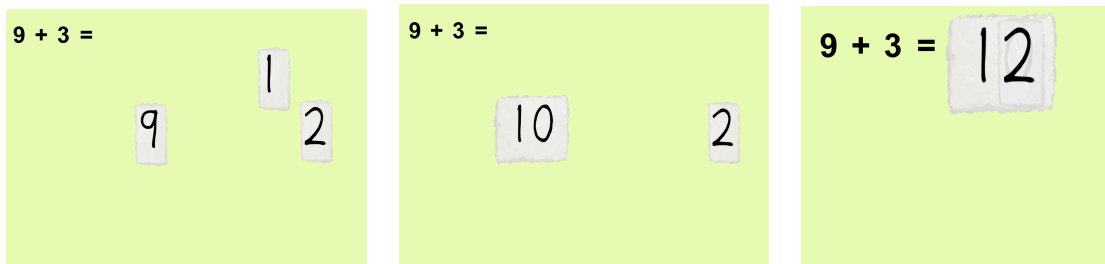 9 + 3 =
1
9
2
9 + 3 =
10
2
9 + 3 = 12